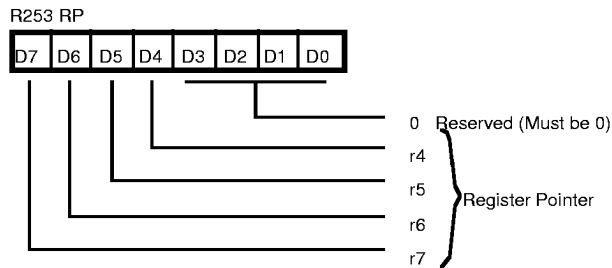 R253 RP
D7 D6 D5 D4 D3 D2 D1 D0
0 Reserved (Must be 0)
r4
r5
Register Pointer
r6
r7